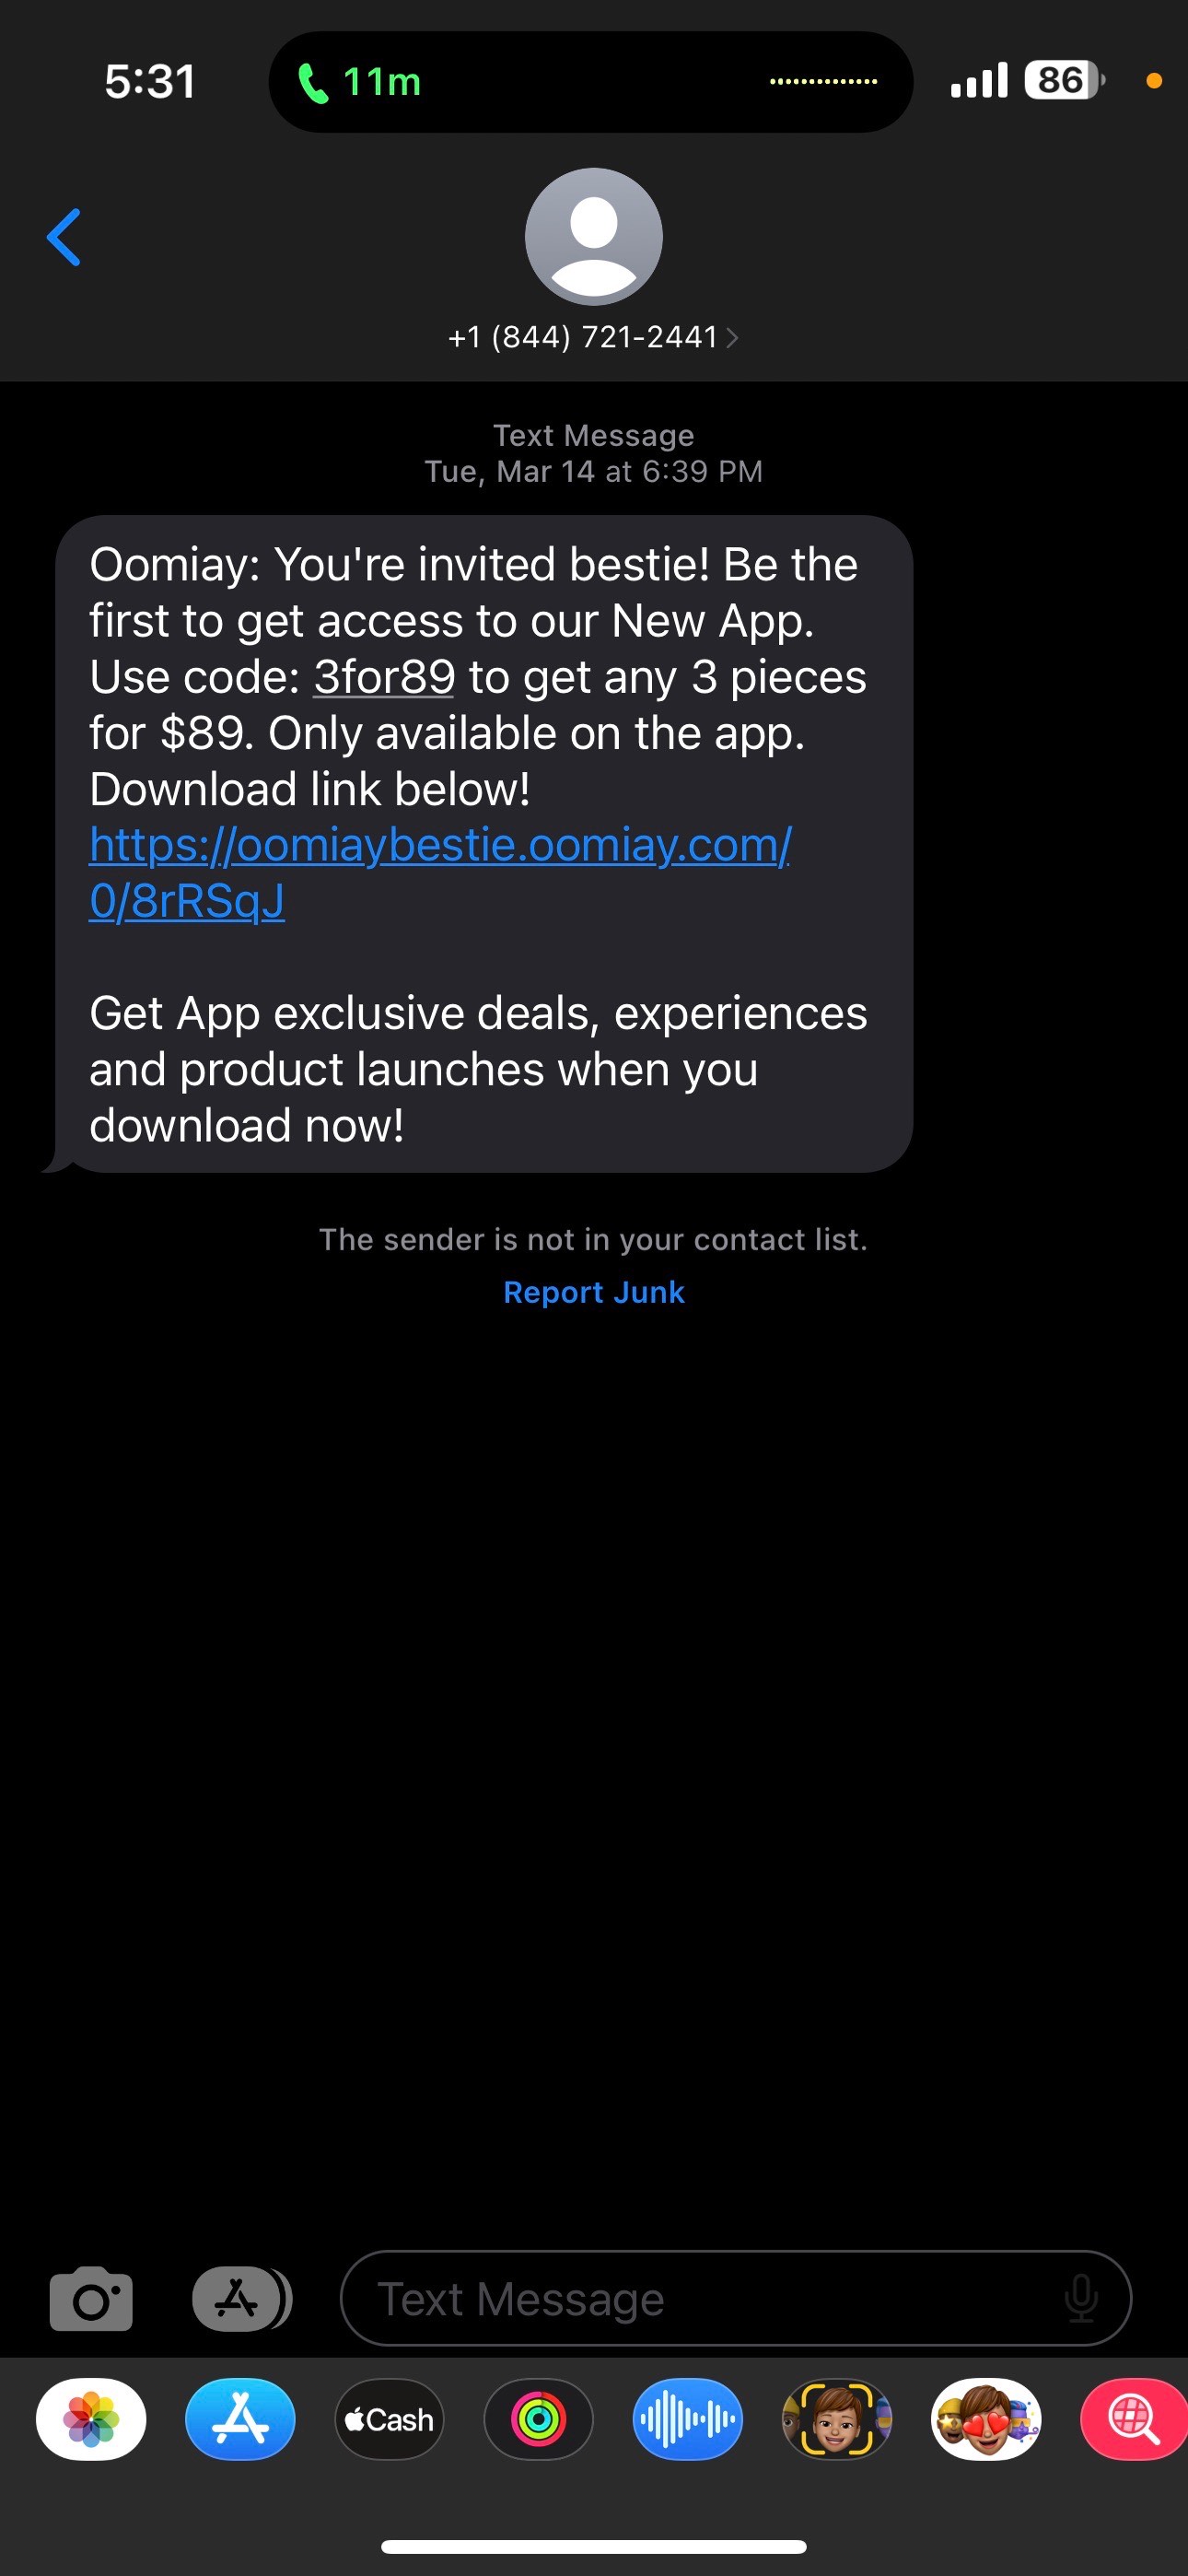 5:31
11m
86
+1 (844) 721-2441
Text Message
Tue, Mar 14 at 6:39 PM
Oomiay: You're invited bestie! Be the
first to get access to our New App.
Use code: 3for89 to get any 3 pieces
for $89. Only available on the app.
Download link below!
https://oomiaybestie.oomiay.com/
0/8rRSqJ
Get App exclusive deals, experiences
and product launches when you
download now!
The sender is not in your contact list.
Report Junk
Text Message
Cash